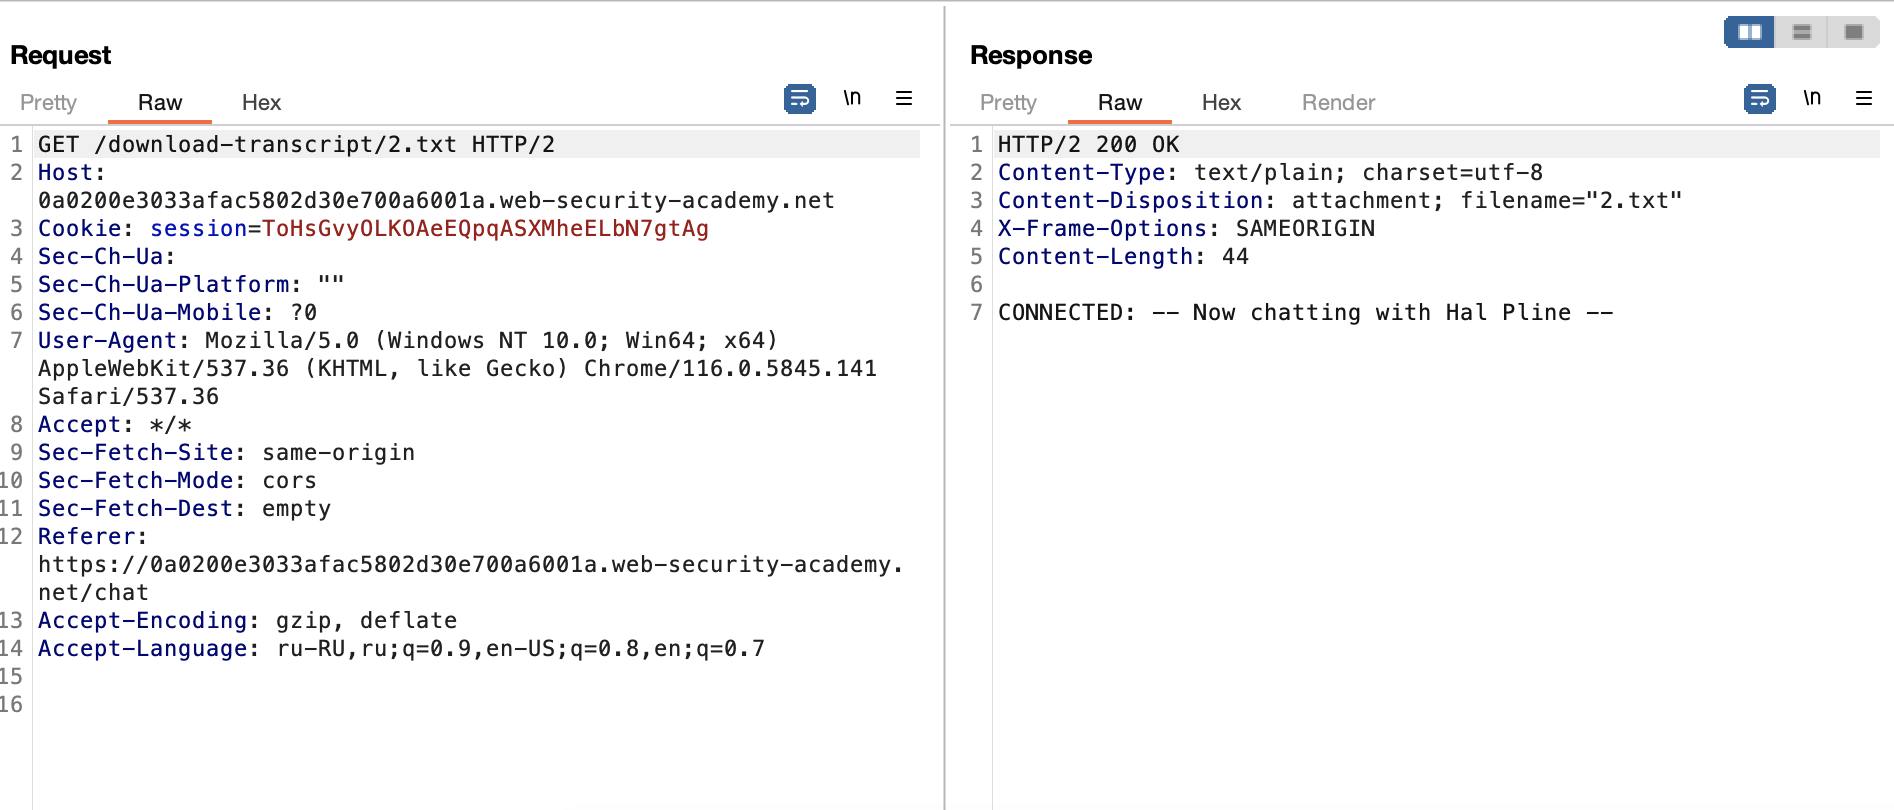 Request
Pretty Raw Hex \n
1 GET /download-transcript/2.txt HTTP/2
2 Host:
0a0200e3033afac5802d30e700a6001a.web-security-academy.net
3 Cookie: session=ToHsGvyOLKOAeEQpqASXMheELbN7gtAg
4 Sec-Ch-Ua:
5 Sec-Ch-Ua-Platform: ""
6 Sec-Ch-Ua-Mobile: ?0
7 User-Agent: Mozilla/5.0 (Windows NT 10.0; Win64; x64)
AppleWebKit/537.36 (KHTML, like Gecko) Chrome/116.0.5845.141
Safari/537.36
8 Accept: */*
9 Sec-Fetch-Site: same-origin
10 Sec-Fetch-Mode: cors
11 Sec-Fetch-Dest: empty
12 Referer:
https://0a0200e3033afac5802d30e700a6001a.web-security-academy.
net/chat
13 Accept-Encoding: gzip, deflate
14 Accept-Language: ru-RU,ru;q=0.9,en-US;q=0.8,en;q=0.7
15
16
Response
Pretty Raw Hex Render \n
1 HTTP/2 200 OK
2 Content-Type: text/plain; charset=utf-8
3 Content-Disposition: attachment; filename="2.txt"
4 X-Frame-Options: SAMEORIGIN
5 Content-Length: 44
6
7 CONNECTED: -- Now chatting with Hal Pline --